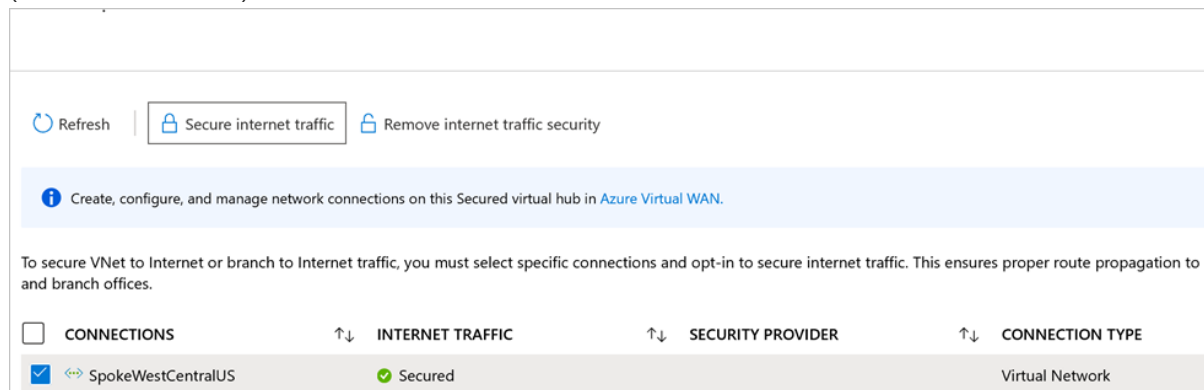 Refresh Secure internet traffic Remove internet traffic security
Create, configure, and manage network connections on this Secured virtual hub in Azure Virtual WAN.
To secure VNet to Internet or branch to Internet traffic, you must select specific connections and opt-in to secure internet traffic. This ensures proper route propagation to
and branch offices.
CONNECTIONS INTERNET TRAFFIC SECURITY PROVIDER CONNECTION TYPE
SpokeWestCentralUS Secured Virtual Network